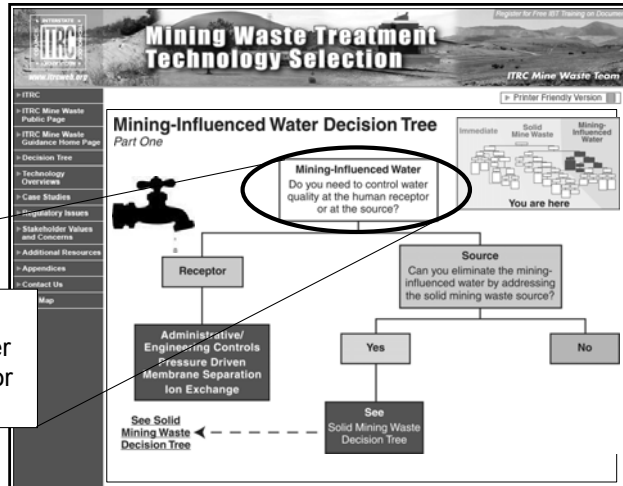 Register for Free IBT Training on Document
INTERSTATE
ITRC
www.itrcweb.org
Mining Waste Treatment
Technology Selection
ITRC Mine Waste Team
ITRC
ITRC Mine Waste
Public Page
ITRC Mine Waste
Guidance Home Page
Decision Tree
Technology
Overviews
Case Studies
Regulatory Issues
Stakeholder Values
and Concerns
Additional Resources
Appendices
Contact Us
Map
Printer Friendly Version
Mining-Influenced Water Decision Tree
Part One
Immediate
Solid
Mine Waste
Mining-
Influenced
Water
You are here
Mining-Influenced Water
Do you need to control water
quality at the human receptor
or at the source?
Receptor
Source
Can you eliminate the mining-
influenced water by addressing
the solid mining waste source?
Administrative/
Engineering Controls
Pressure Driven
Membrane Separation
Ion Exchange
Yes
No
See
Solid Mining Waste
Decision Tree
See Solid
Mining Waste
Decision Tree
er
or